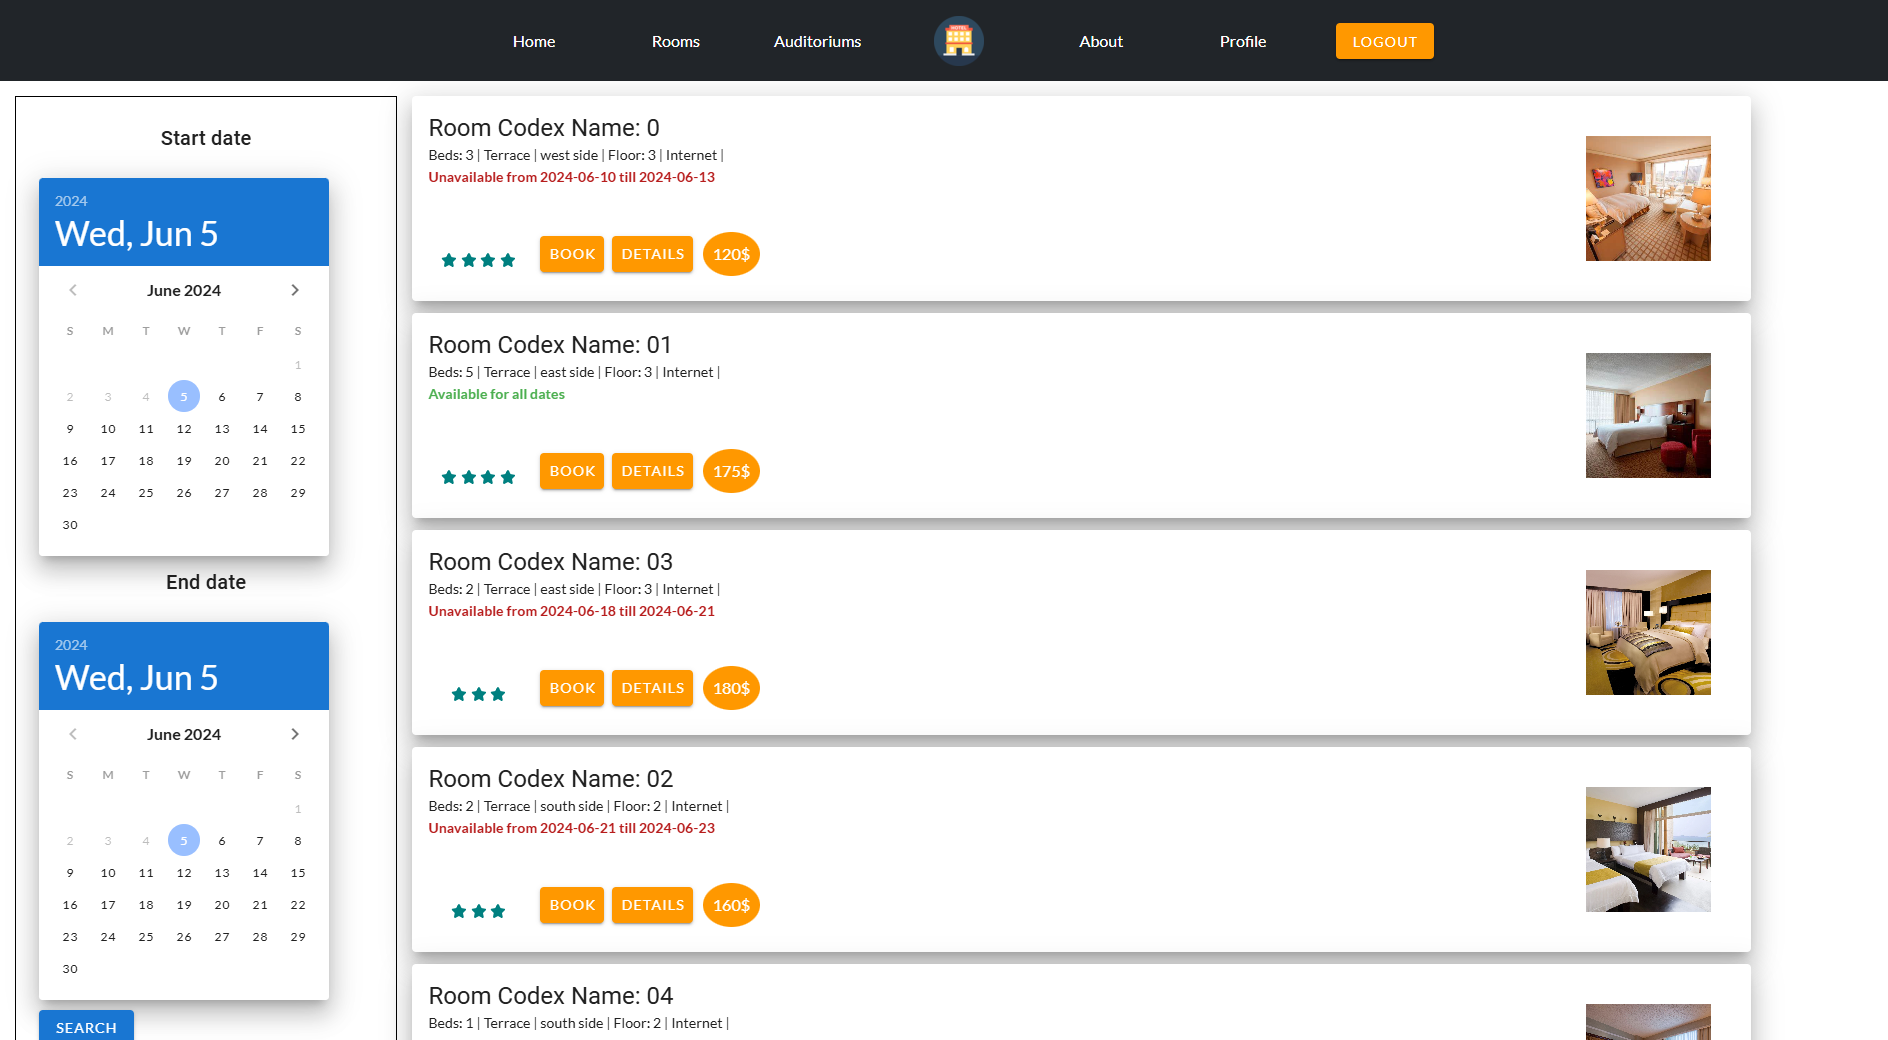 Home Rooms Auditoriums HOTEL About Profile LOGOUT
Start date
2024
Wed, Jun 5
June 2024
S M T W T F S
1
2 3 4 5 6 7 8
9 10 11 12 13 14 15
16 17 18 19 20 21 22
23 24 25 26 27 28 29
30
End date
2024
Wed, Jun 5
June 2024
S M T W T F S
1
2 3 4 5 6 7 8
9 10 11 12 13 14 15
16 17 18 19 20 21 22
23 24 25 26 27 28 29
30
SEARCH
Room Codex Name: 0
Beds: 3 | Terrace | west side | Floor: 3 | Internet |
Unavailable from 2024-06-10 till 2024-06-13
BOOK DETAILS 120$
Room Codex Name: 01
Beds: 5 | Terrace | east side | Floor: 3 | Internet |
Available for all dates
BOOK DETAILS 175$
Room Codex Name: 03
Beds: 2 | Terrace | east side | Floor: 3 | Internet |
Unavailable from 2024-06-18 till 2024-06-21
BOOK DETAILS 180$
Room Codex Name: 02
Beds: 2 | Terrace | south side | Floor: 2 | Internet |
Unavailable from 2024-06-21 till 2024-06-23
BOOK DETAILS 160$
Room Codex Name: 04
Beds: 1 | Terrace | south side | Floor: 2 | Internet |